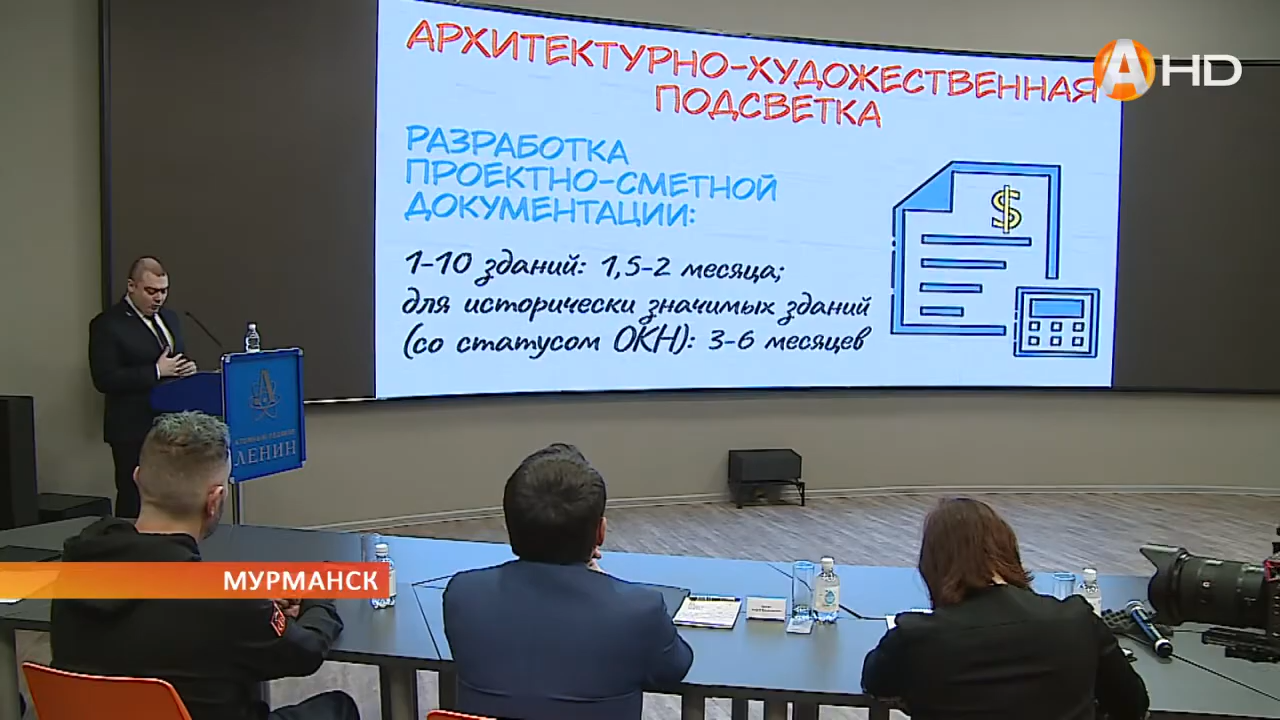 АРХИТЕКТУРНО-ХУДОЖЕСТВЕННАЯ
ПОДСВЕТКА
A HD
РАЗРАБОТКА
ПРОЕКТНО-СМЕТНОЙ
ДОКУМЕНТАЦИИ:
$
1-10 зданий: 1,5-2 месяца;
для исторически значимых зданий
(со статусом ОКН): 3-6 месяцев
ЛЕНИН
МУРМАНСК